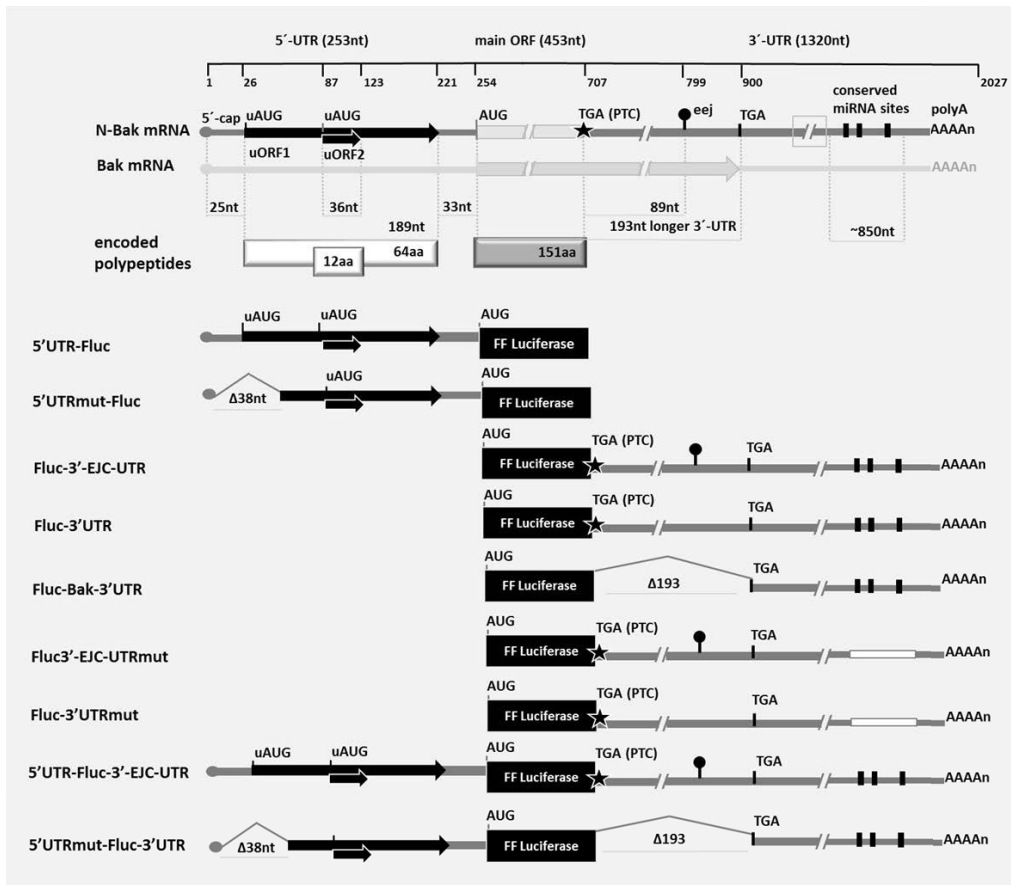 5´-UTR (253nt) main ORF (453nt) 3´-UTR (1320nt)
1 26 87 123 221 254 707 799 900 2027
conserved
5´-cap uAUG uAUG AUG TGA (PTC) eej TGA miRNA sites polyA
N-Bak mRNA AAAAn
uORF1 uORF2
Bak mRNA AAAAn
25nt 36nt 33nt 89nt
189nt 193nt longer 3´-UTR ~850nt
encoded 64aa 151aa
polypeptides 12aa
uAUG uAUG AUG
5'UTR-Fluc FF Luciferase
uAUG AUG
5'UTRmut-Fluc Δ38nt FF Luciferase
AUG TGA (PTC) TGA
Fluc-3'-EJC-UTR FF Luciferase AAAAn
AUG TGA (PTC) TGA
Fluc-3'UTR FF Luciferase AAAAn
AUG TGA
Fluc-Bak-3'UTR FF Luciferase Δ193 AAAAn
AUG TGA (PTC) TGA
Fluc3'-EJC-UTRmut FF Luciferase AAAAn
AUG TGA (PTC) TGA
Fluc-3'UTRmut FF Luciferase AAAAn
uAUG uAUG AUG TGA (PTC) TGA
5'UTR-Fluc-3'-EJC-UTR FF Luciferase AAAAn
AUG TGA
5'UTRmut-Fluc-3'UTR Δ38nt FF Luciferase Δ193 AAAAn